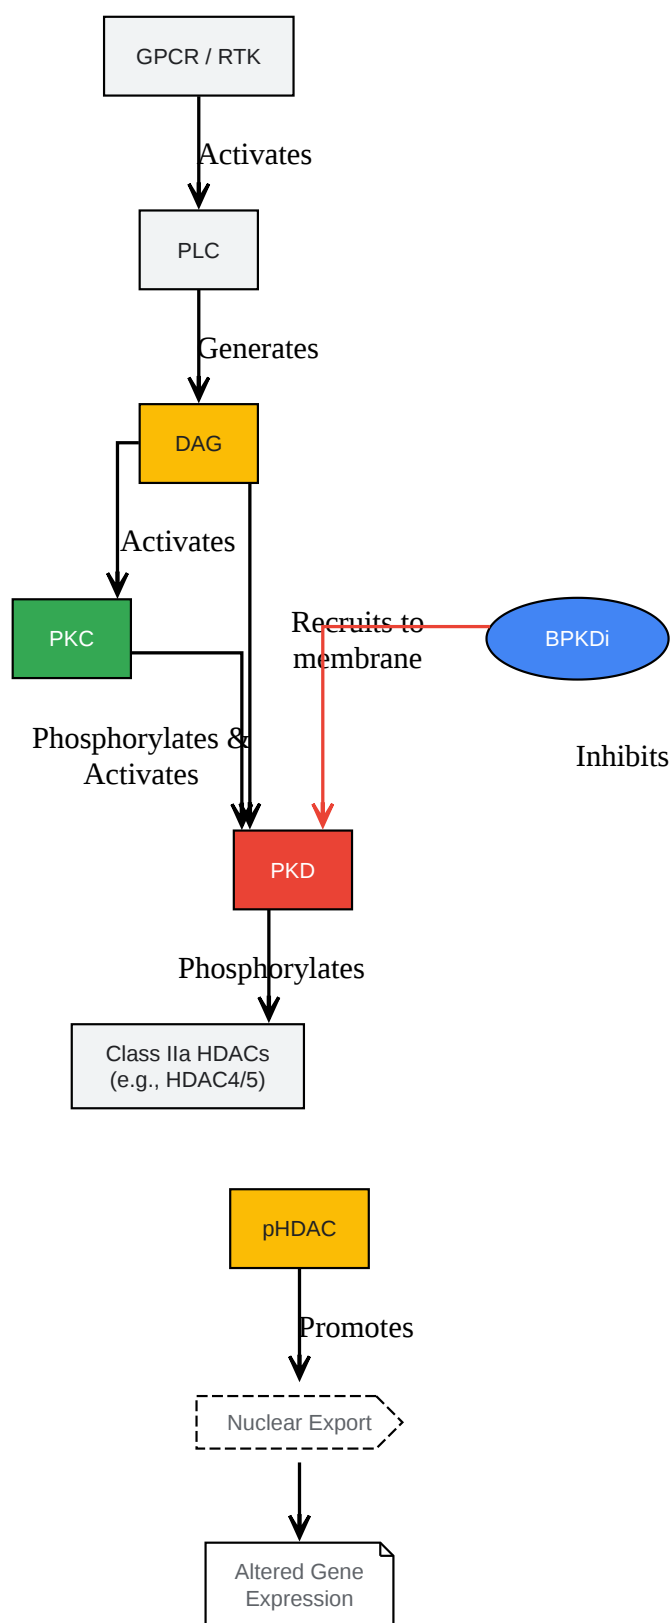 GPCR / RTK
Activates
PLC
Generates
DAG
Activates
PKC
Recruits to
membrane
BPKDi
Phosphorylates &
Activates
Inhibits
PKD
Phosphorylates
Class IIa HDACs
(e.g., HDAC4/5)
pHDAC
Promotes
Nuclear Export
Altered Gene
Expression